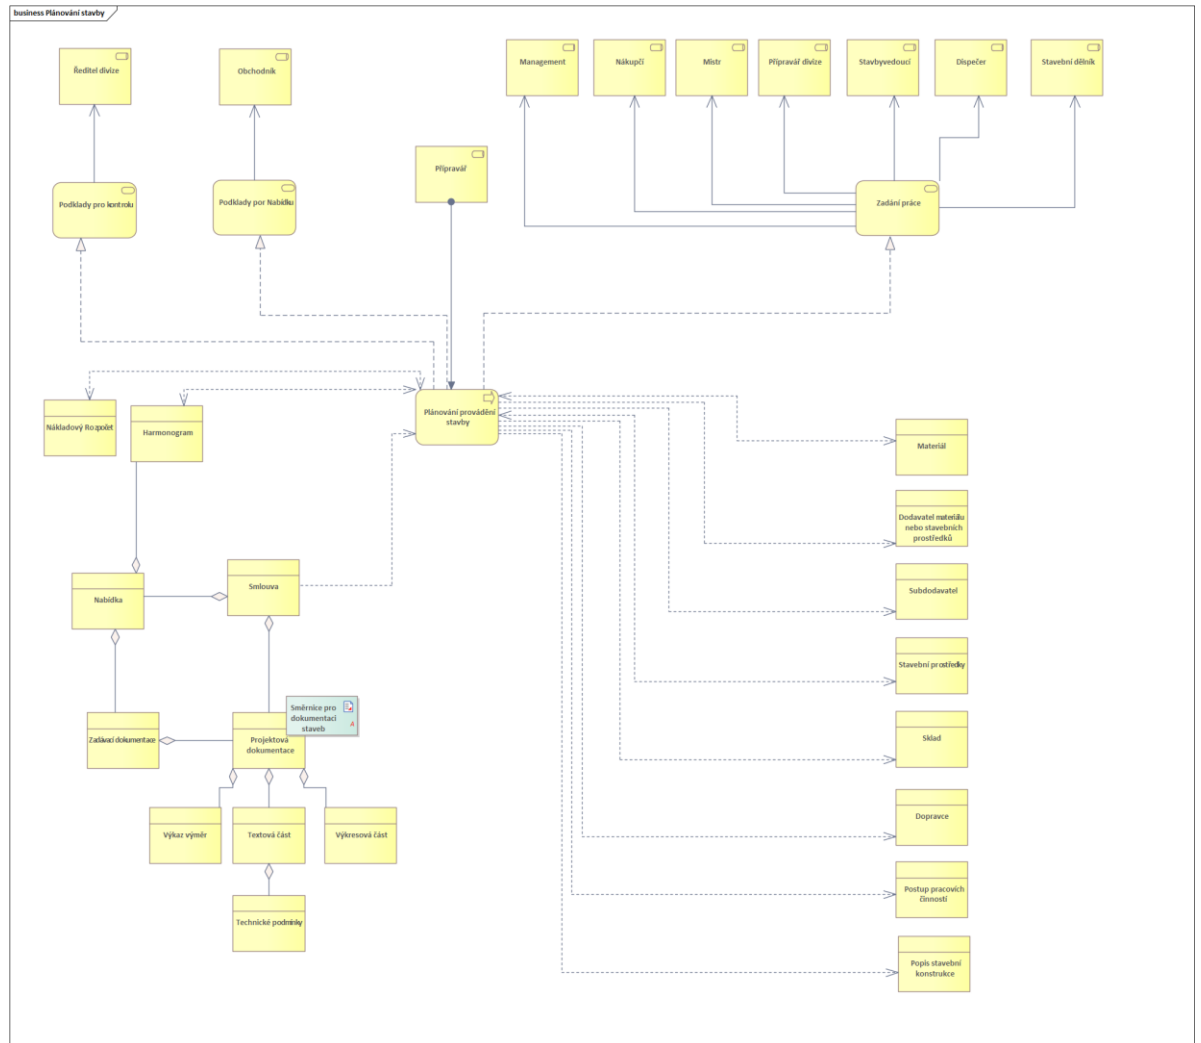 business Plánování stavby
Ředitel divize
Obchodník
Management
Nákupčí
Mistr
Přípravář divize
Stavbyvedoucí
Dispečer
Stavební dělník
Přípravář
Podklady pro kontrolu
Podklady por Nabídku
Zadání práce
Plánování provádění
stavby
Nákladový Rozpočet
Harmonogram
Materiál
Dodavatel materiálu
nebo stavebních
prostředků
Nabídka
Smlouva
Subdodavatel
Stavební prostředky
Směrnice pro
dokumentaci
staveb
A
Zadávací dokumentace
Projektová
dokumentace
Sklad
Výkaz výměr
Textová část
Výkresová část
Dopravce
Postup pracovích
činností
Technické podmínky
Popis stavební
konstrukce